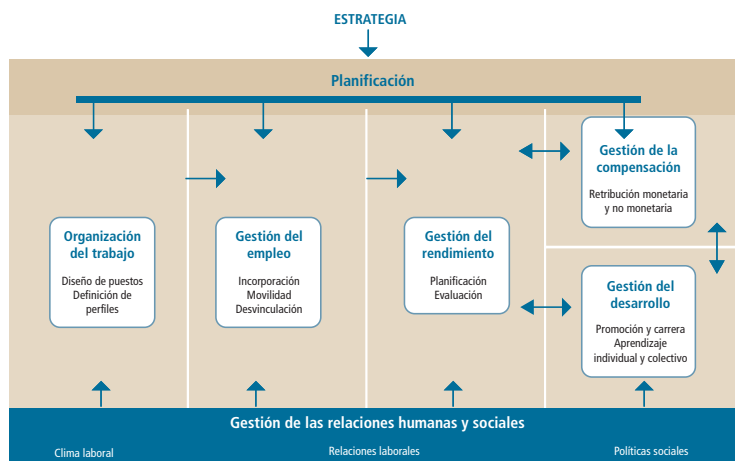 ESTRATEGIA
Planificación
Organización
del trabajo
Diseño de puestos
Definición de
perfiles
Gestión del
empleo
Incorporación
Movilidad
Desvinculación
Gestión del
rendimiento
Planificación
Evaluación
Gestión de la
compensación
Retribución monetaria
y no monetaria
Gestión del
desarrollo
Promoción y carrera
Aprendizaje
individual y colectivo
Gestión de las relaciones humanas y sociales
Clima laboral
Relaciones laborales
Políticas sociales